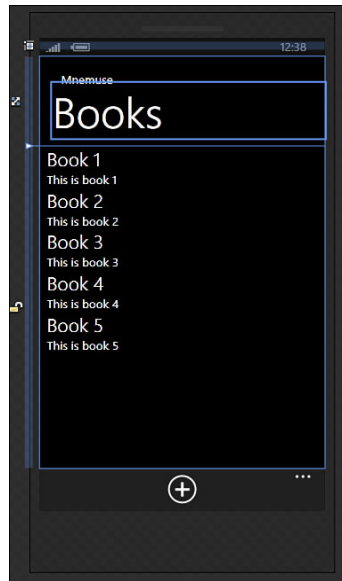 12:38
Mnemuse
Books
Book 1
This is book 1
Book 2
This is book 2
Book 3
This is book 3
Book 4
This is book 4
Book 5
This is book 5